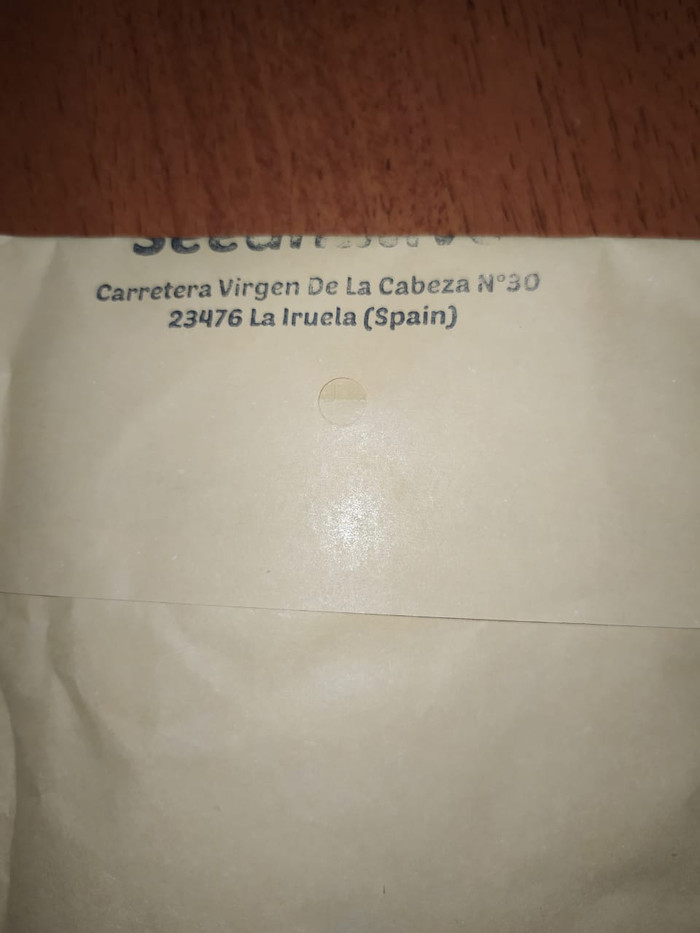 Carretera Virgen De La Cabeza N°30
23476 La Iruela (Spain)